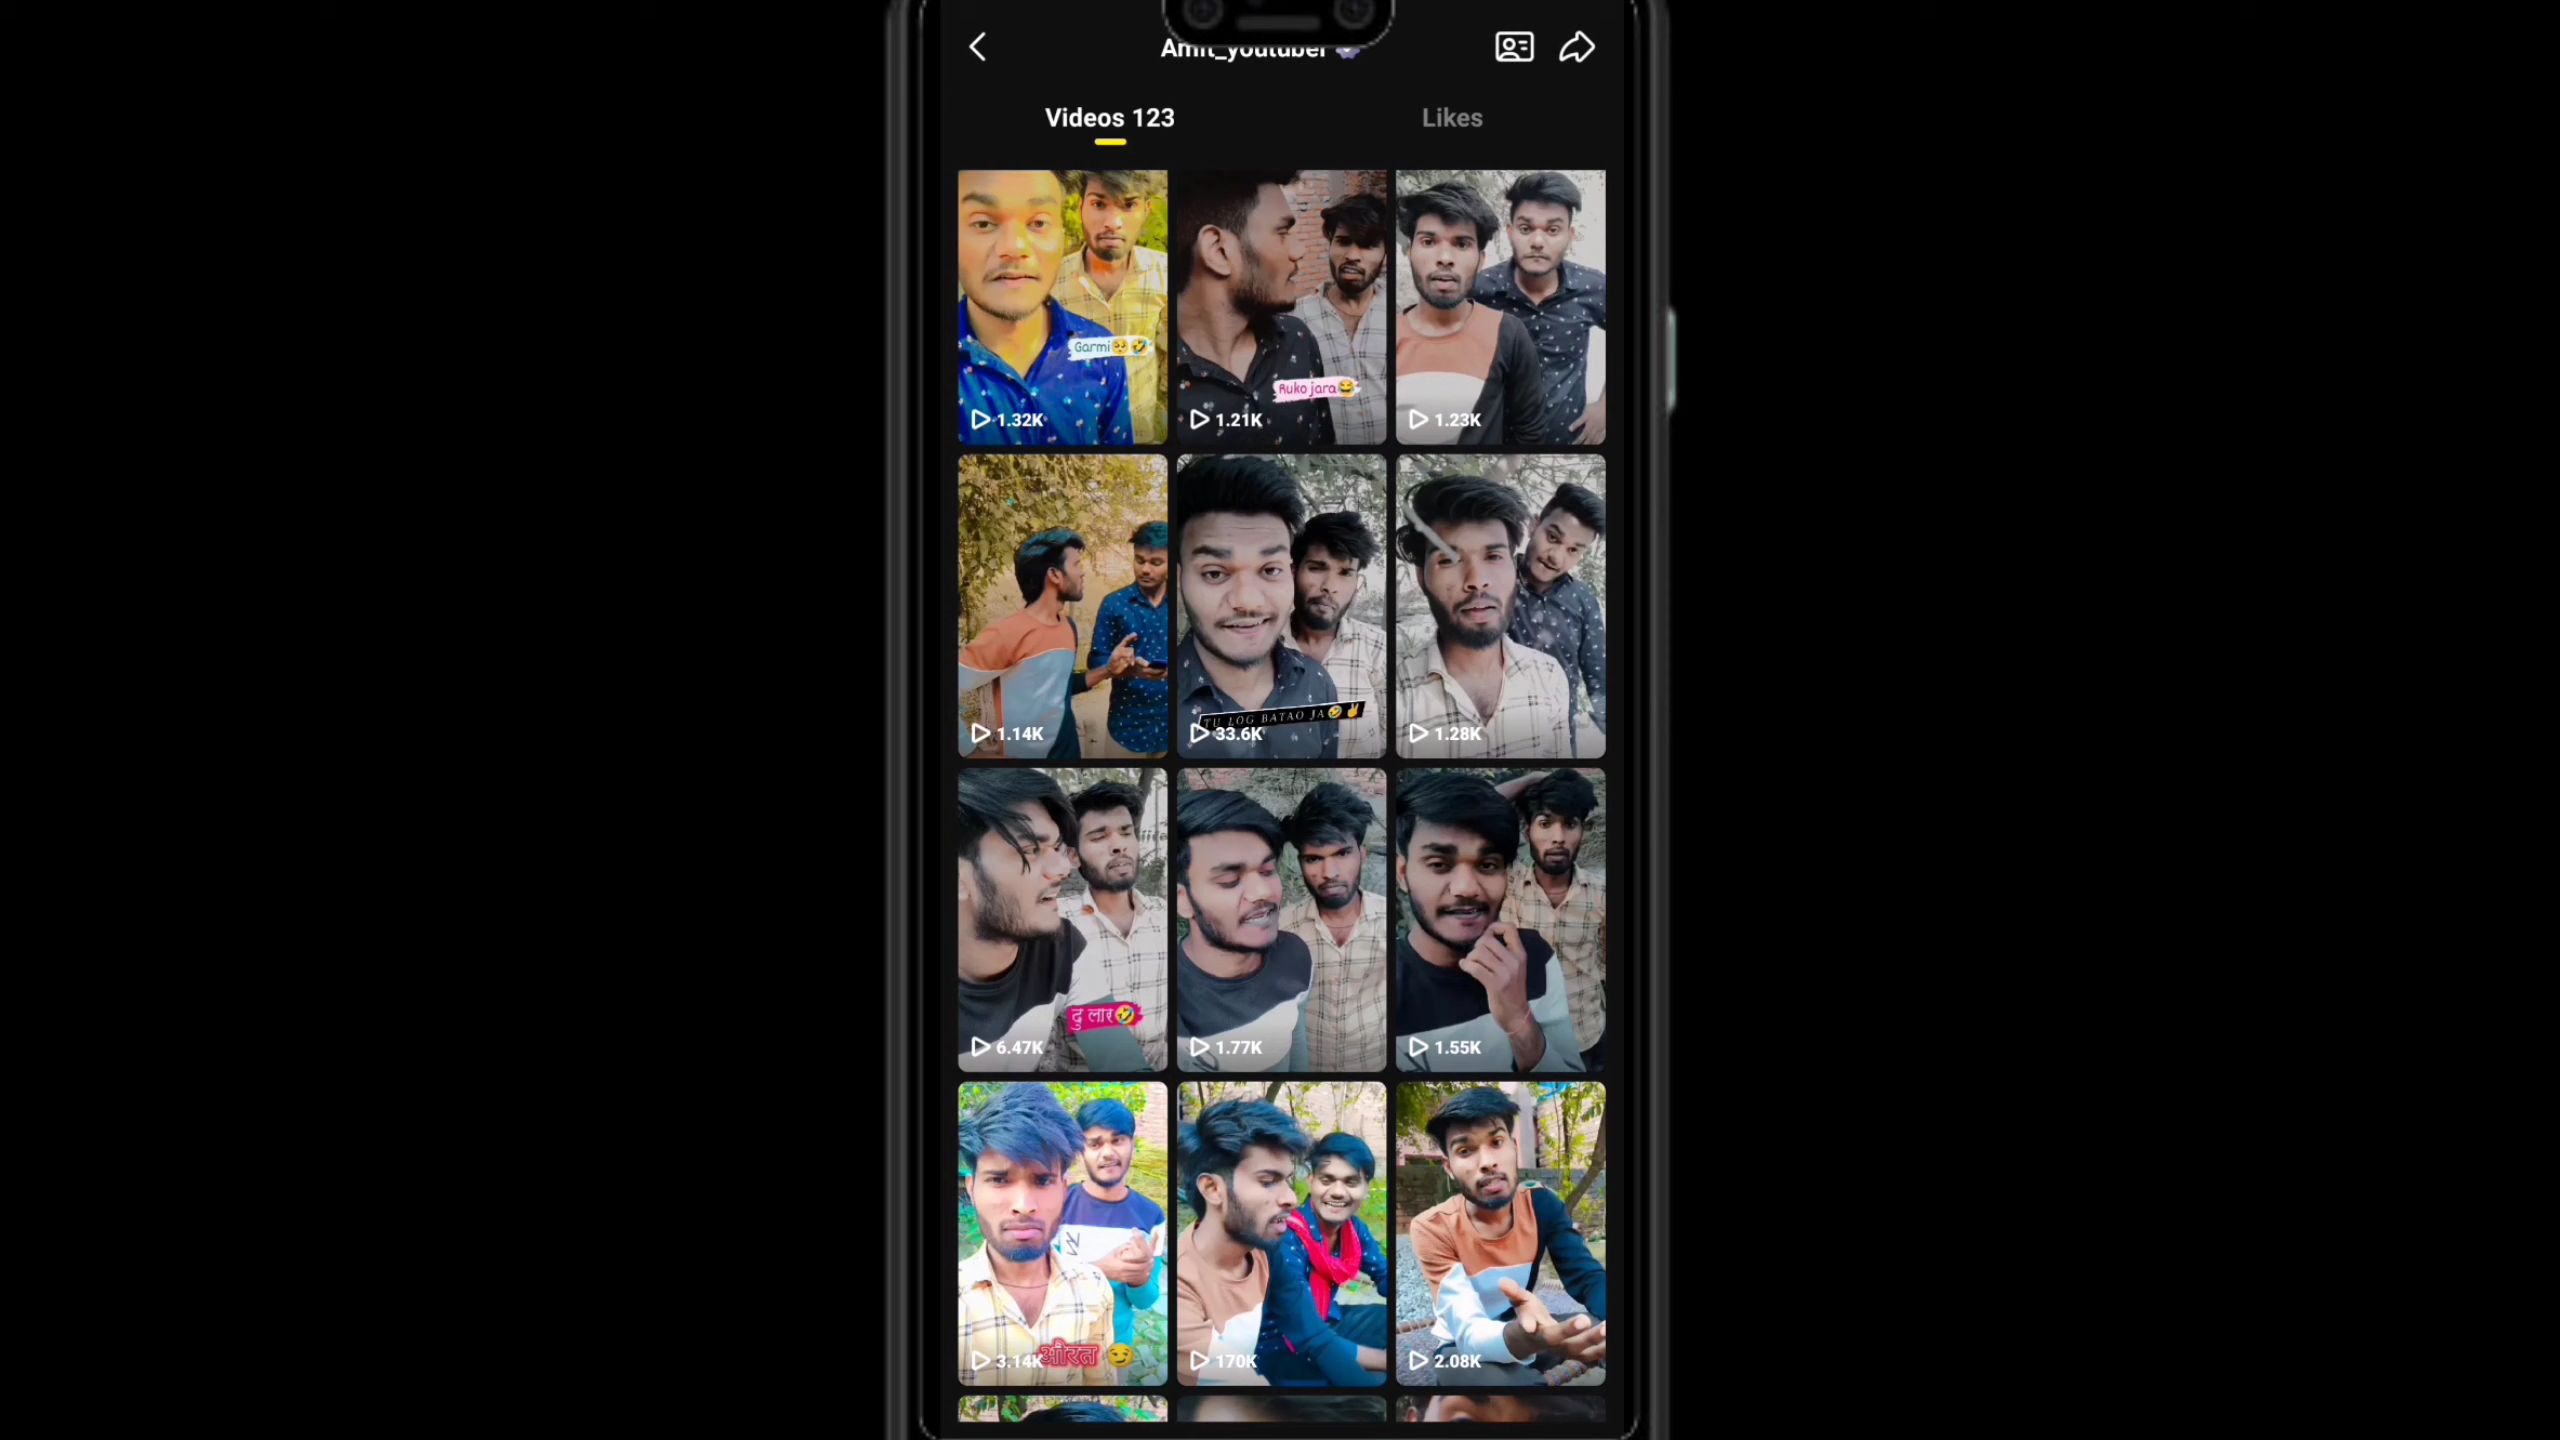 Amit_youtuber
Videos 123
Likes
Garmi🥺🤣
1.32K
Ruko jara😂
1.21K
1.23K
1.14K
TU LOG BATAO JA🤣✌
33.6K
1.28K
दु लार🤣
6.47K
1.77K
1.55K
औरत 😏
3.14K
170K
2.08K